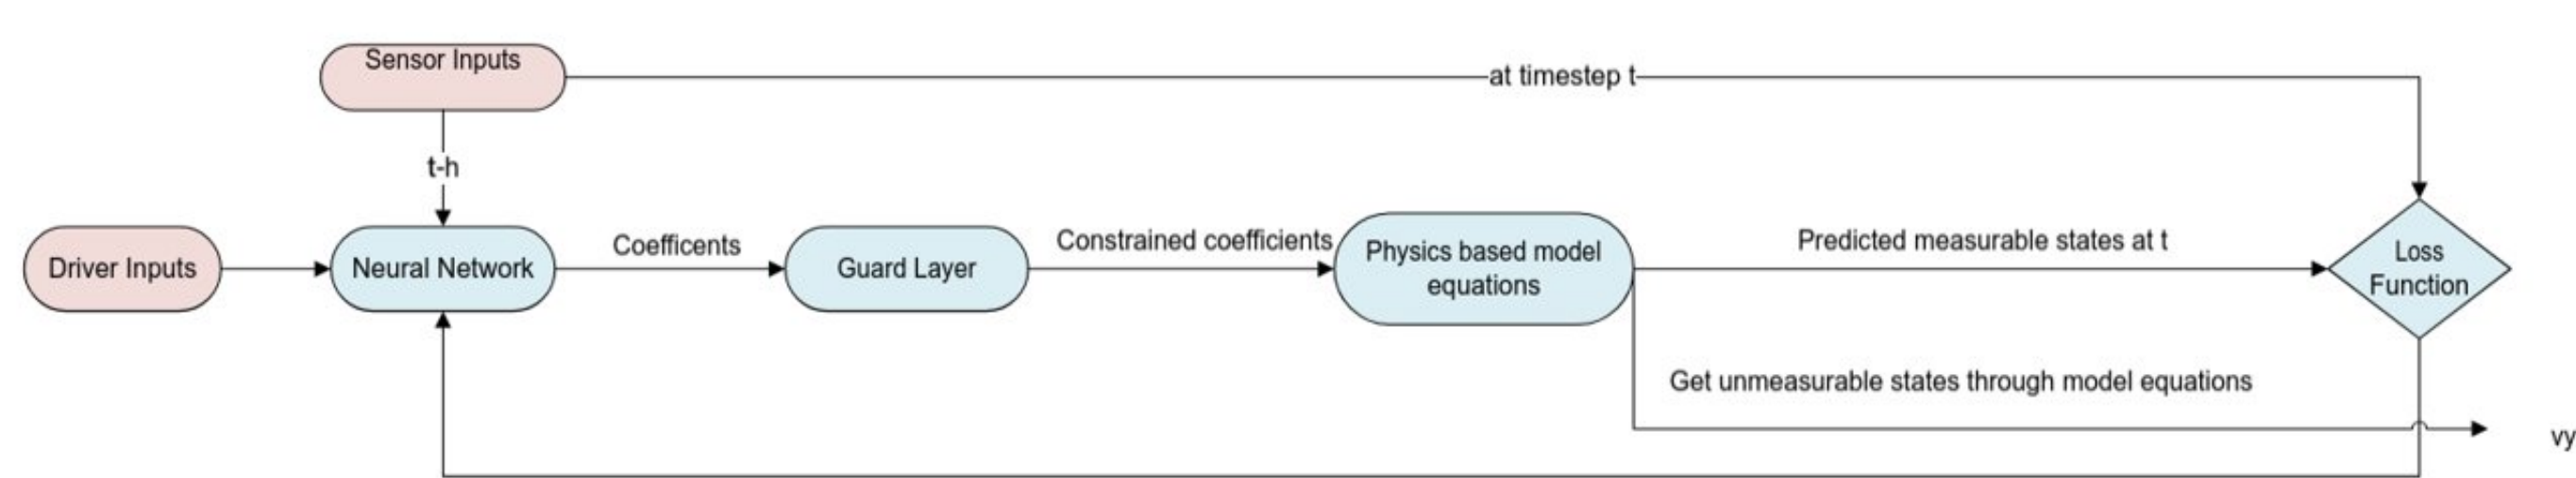 Sensor Inputs
at timestep t
t-h
Driver Inputs
Neural Network
Coefficents
Guard Layer
Constrained coefficients
Physics based model
equations
Predicted measurable states at t
Loss
Function
Get unmeasurable states through model equations
vy